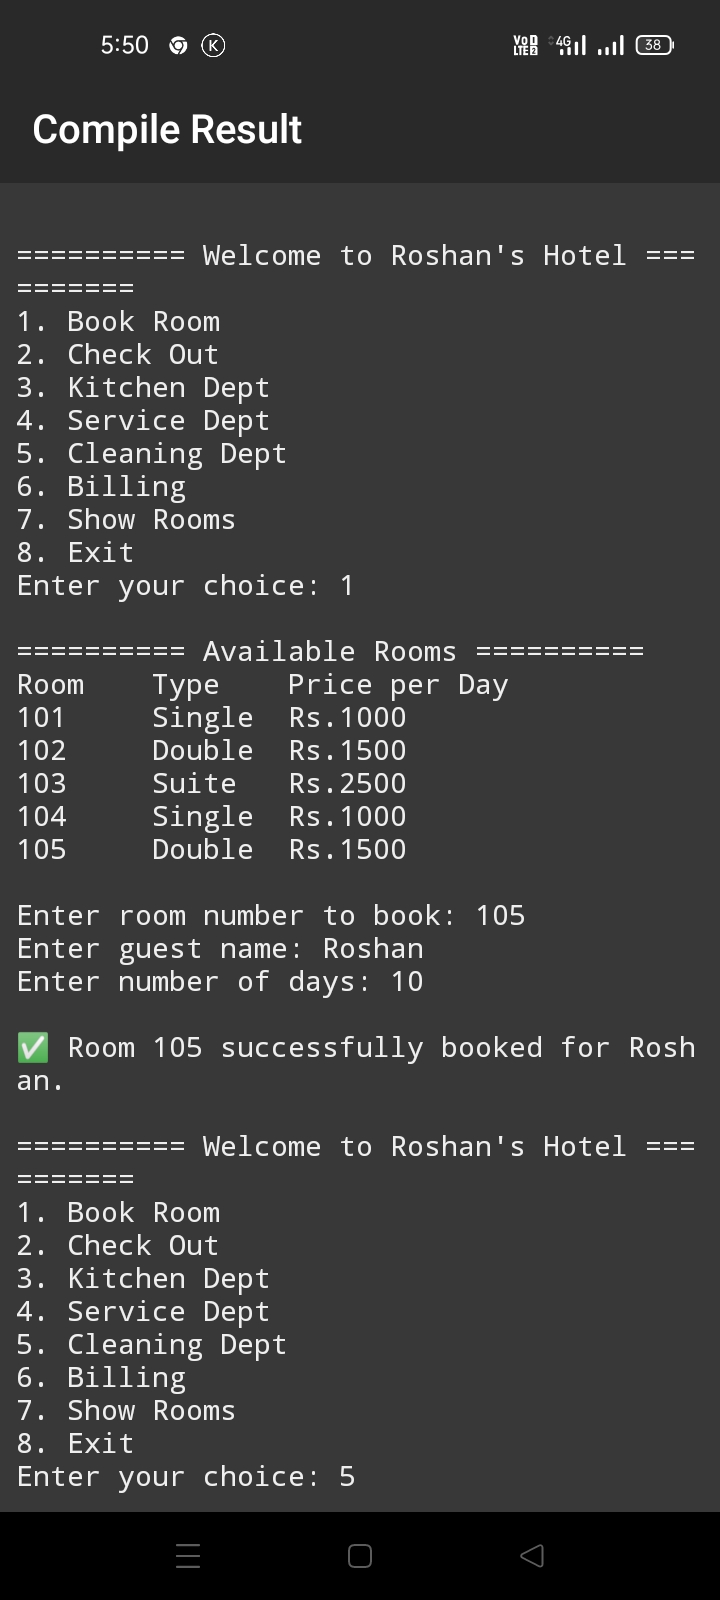 5:50 K VoD LTE2 4G 38
Compile Result
========== Welcome to Roshan's Hotel ===
=======
1. Book Room
2. Check Out
3. Kitchen Dept
4. Service Dept
5. Cleaning Dept
6. Billing
7. Show Rooms
8. Exit
Enter your choice: 1
========== Available Rooms ==========
Room    Type    Price per Day
101     Single  Rs.1000
102     Double  Rs.1500
103     Suite   Rs.2500
104     Single  Rs.1000
105     Double  Rs.1500
Enter room number to book: 105
Enter guest name: Roshan
Enter number of days: 10
✅ Room 105 successfully booked for Rosh
an.
========== Welcome to Roshan's Hotel ===
=======
1. Book Room
2. Check Out
3. Kitchen Dept
4. Service Dept
5. Cleaning Dept
6. Billing
7. Show Rooms
8. Exit
Enter your choice: 5